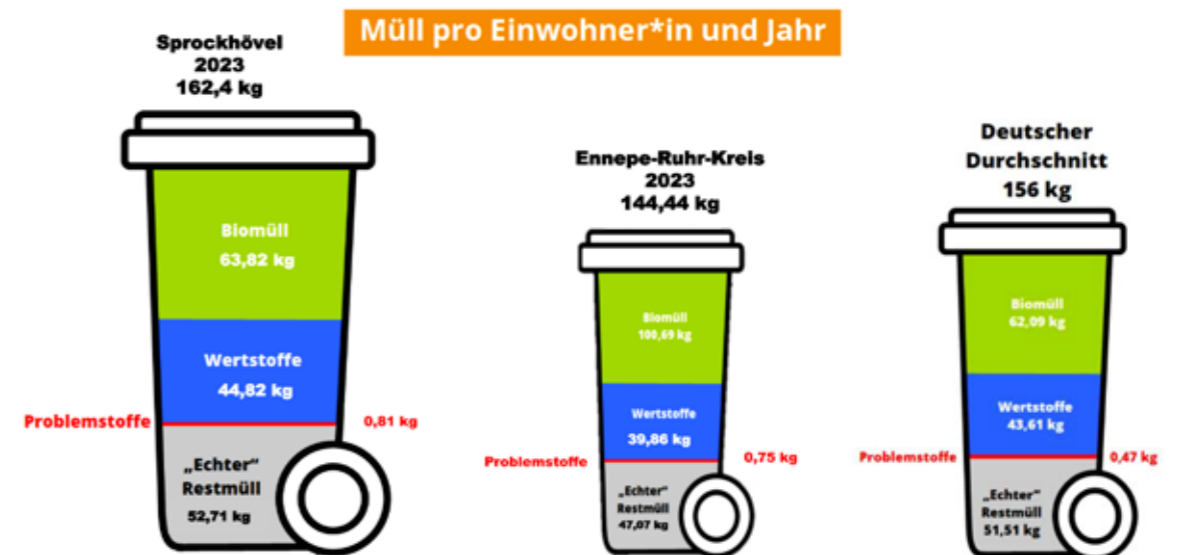 Müll pro Einwohner*in und Jahr
Sprockhövel
2023
162,4 kg
Biomüll
63,82 kg
Wertstoffe
44,82 kg
Problemstoffe
0,81 kg
„Echter“
Restmüll
52,71 kg
Ennepe-Ruhr-Kreis
2023
144,44 kg
Biomüll
100,69 kg
Wertstoffe
39,86 kg
Problemstoffe
0,75 kg
„Echter“
Restmüll
47,07 kg
Deutscher
Durchschnitt
156 kg
Biomüll
62,09 kg
Wertstoffe
43,61 kg
Problemstoffe
0,47 kg
„Echter“
Restmüll
51,51 kg